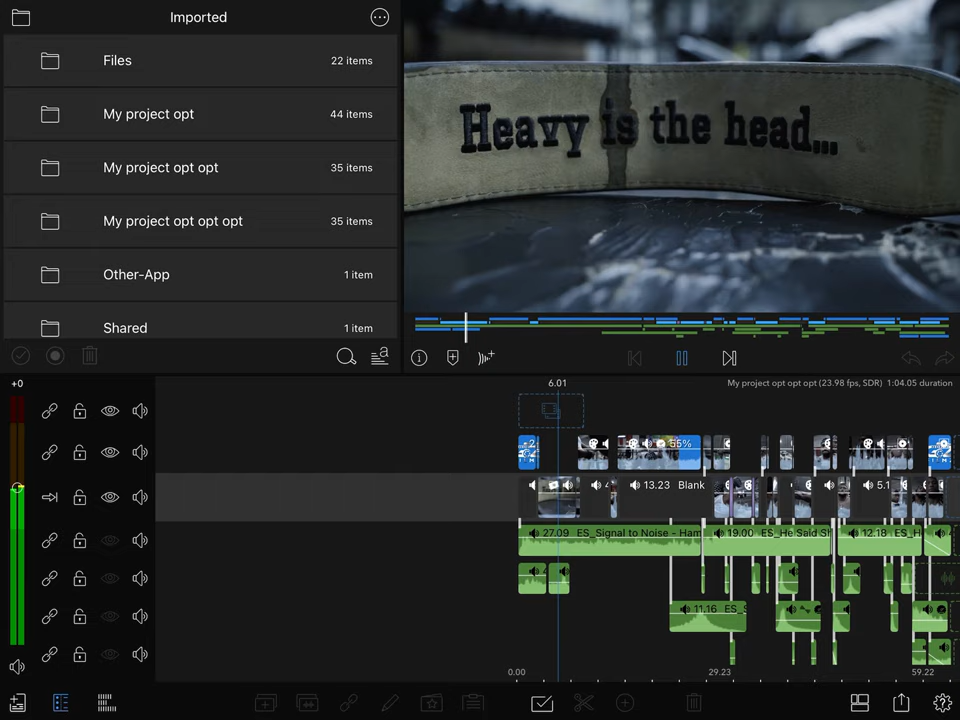 Imported
Files 22 items
My project opt 44 items
My project opt opt 35 items
My project opt opt opt 35 items
Other-App 1 item
Shared 1 item
Heavy is the head...
+0
6.01
My project opt opt opt (23.98 fps, SDR) 1:04.05 duration
55%
13.23 Blank
5.1
27.09 ES_Signal to Noise - Ham
19.00 ES_He Said S
12.18 ES_H
11.16 ES_S
0.00
29.23
59.22